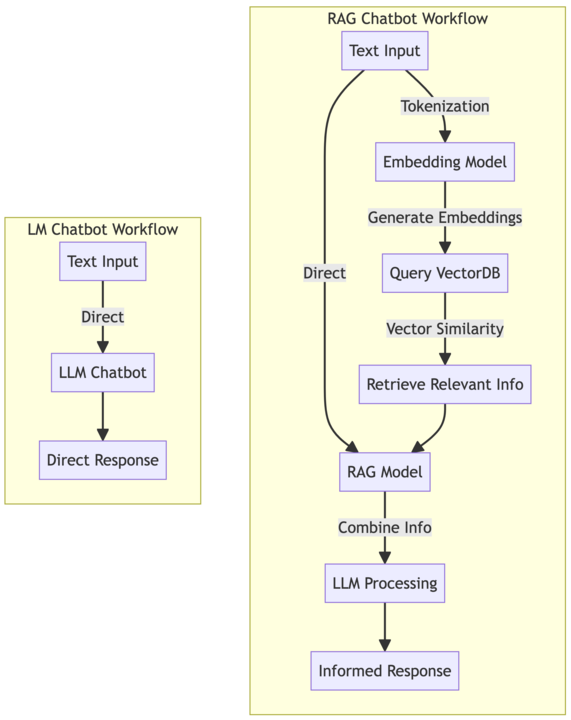 LM Chatbot Workflow
Text Input
Direct
LLM Chatbot
Direct Response
RAG Chatbot Workflow
Text Input
Tokenization
Embedding Model
Generate Embeddings
Direct
Query VectorDB
Vector Similarity
Retrieve Relevant Info
RAG Model
Combine Info
LLM Processing
Informed Response